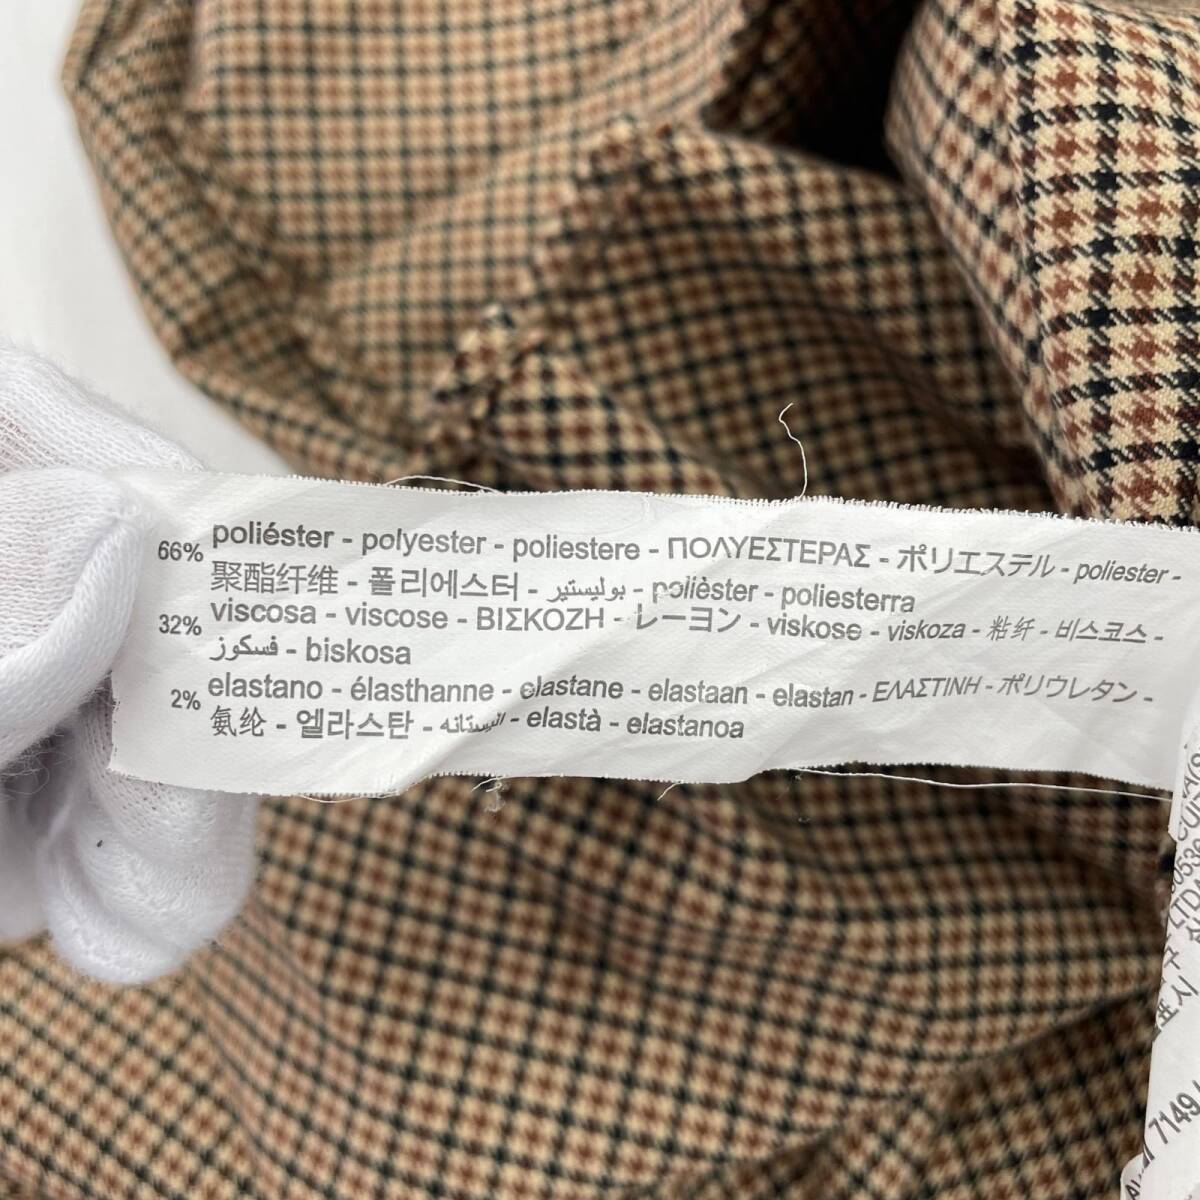 66% poliéster - polyester - poliestere - ΠΟΛΥΕΣΤΕΡΑΣ - ポリエステル - poliester -
聚酯纤维 - 폴리에스터 - بوليستير - polièster - poliesterra
32% viscosa - viscose - ΒΙΣΚΟΖΗ - レーヨン - viskose - viskoza - 粘纤 - 비스코스 -
فسكوز - biskosa
2% elastano - élasthanne - elastane - elastaan - elastan - ΕΛΑΣΤΙΝΗ - ポリウレタン -
氨纶 - 엘라스탄 - اليستانه - elastà - elastanoa
LTD
7149